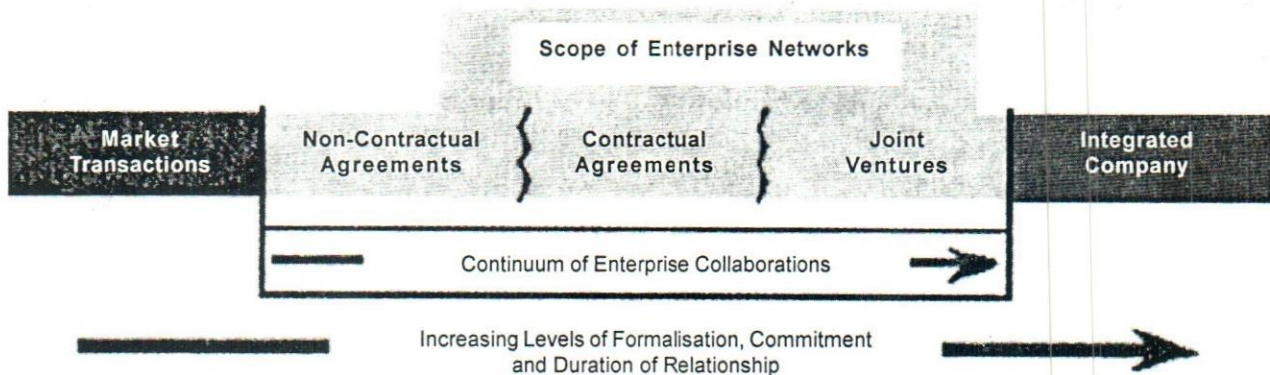 Scope of Enterprise Networks
Market
Transactions
Non-Contractual
Agreements
Contractual
Agreements
Joint
Ventures
Integrated
Company
Continuum of Enterprise Collaborations
Increasing Levels of Formalisation, Commitment
and Duration of Relationship